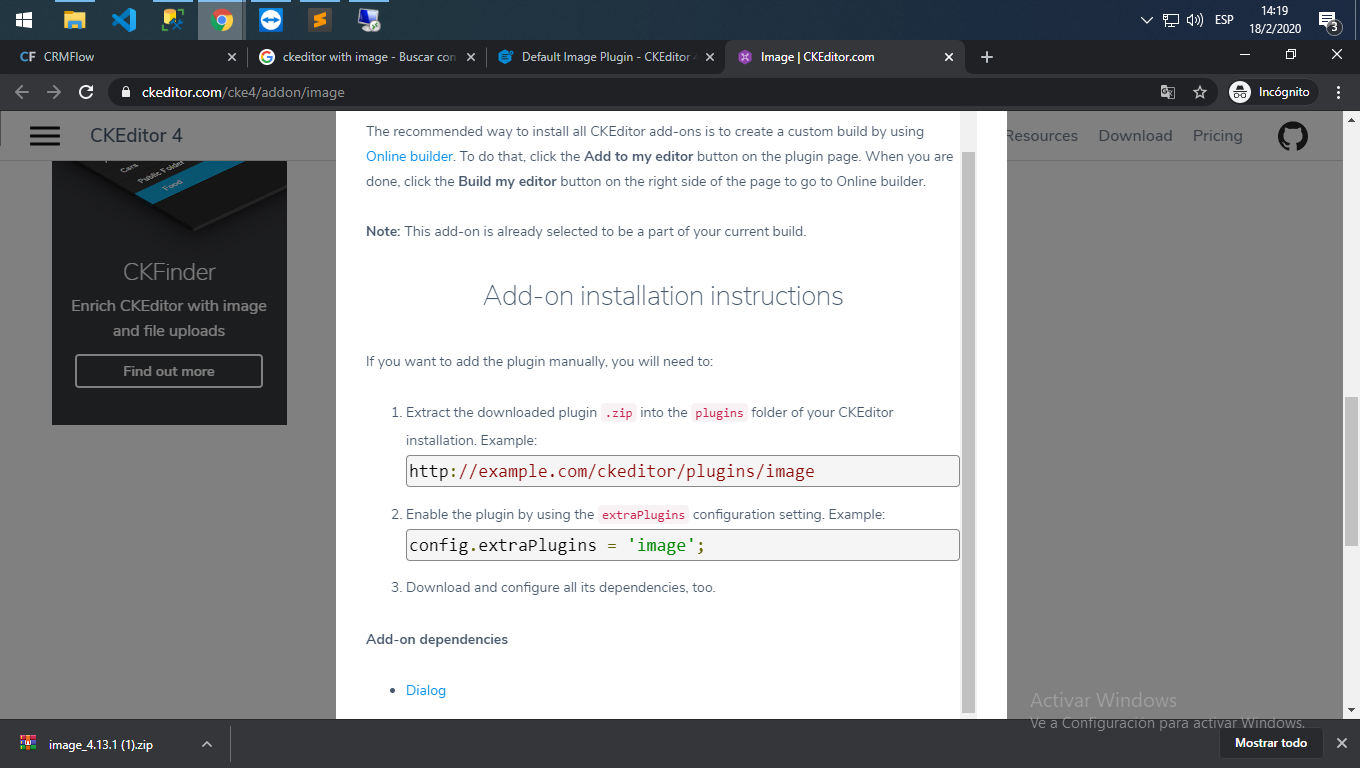 ESP
14:19
18/2/2020
3
CF CRMFlow
ckeditor with image - Buscar con
Default Image Plugin - CKEditor 4
Image | CKEditor.com
ckeditor.com/cke4/addon/image
Incógnito
CKEditor 4
Resources
Download
Pricing
Cars
Public Folder
Food
CKFinder
Enrich CKEditor with image
and file uploads
Find out more
The recommended way to install all CKEditor add-ons is to create a custom build by using
Online builder. To do that, click the Add to my editor button on the plugin page. When you are
done, click the Build my editor button on the right side of the page to go to Online builder.
Note: This add-on is already selected to be a part of your current build.
Add-on installation instructions
If you want to add the plugin manually, you will need to:
1. Extract the downloaded plugin .zip into the plugins folder of your CKEditor
installation. Example:
http://example.com/ckeditor/plugins/image
2. Enable the plugin by using the extraPlugins configuration setting. Example:
config.extraPlugins = 'image';
3. Download and configure all its dependencies, too.
Add-on dependencies
• Dialog
Activar Windows
Ve a Configuración para activar Windows.
image_4.13.1 (1).zip
Mostrar todo